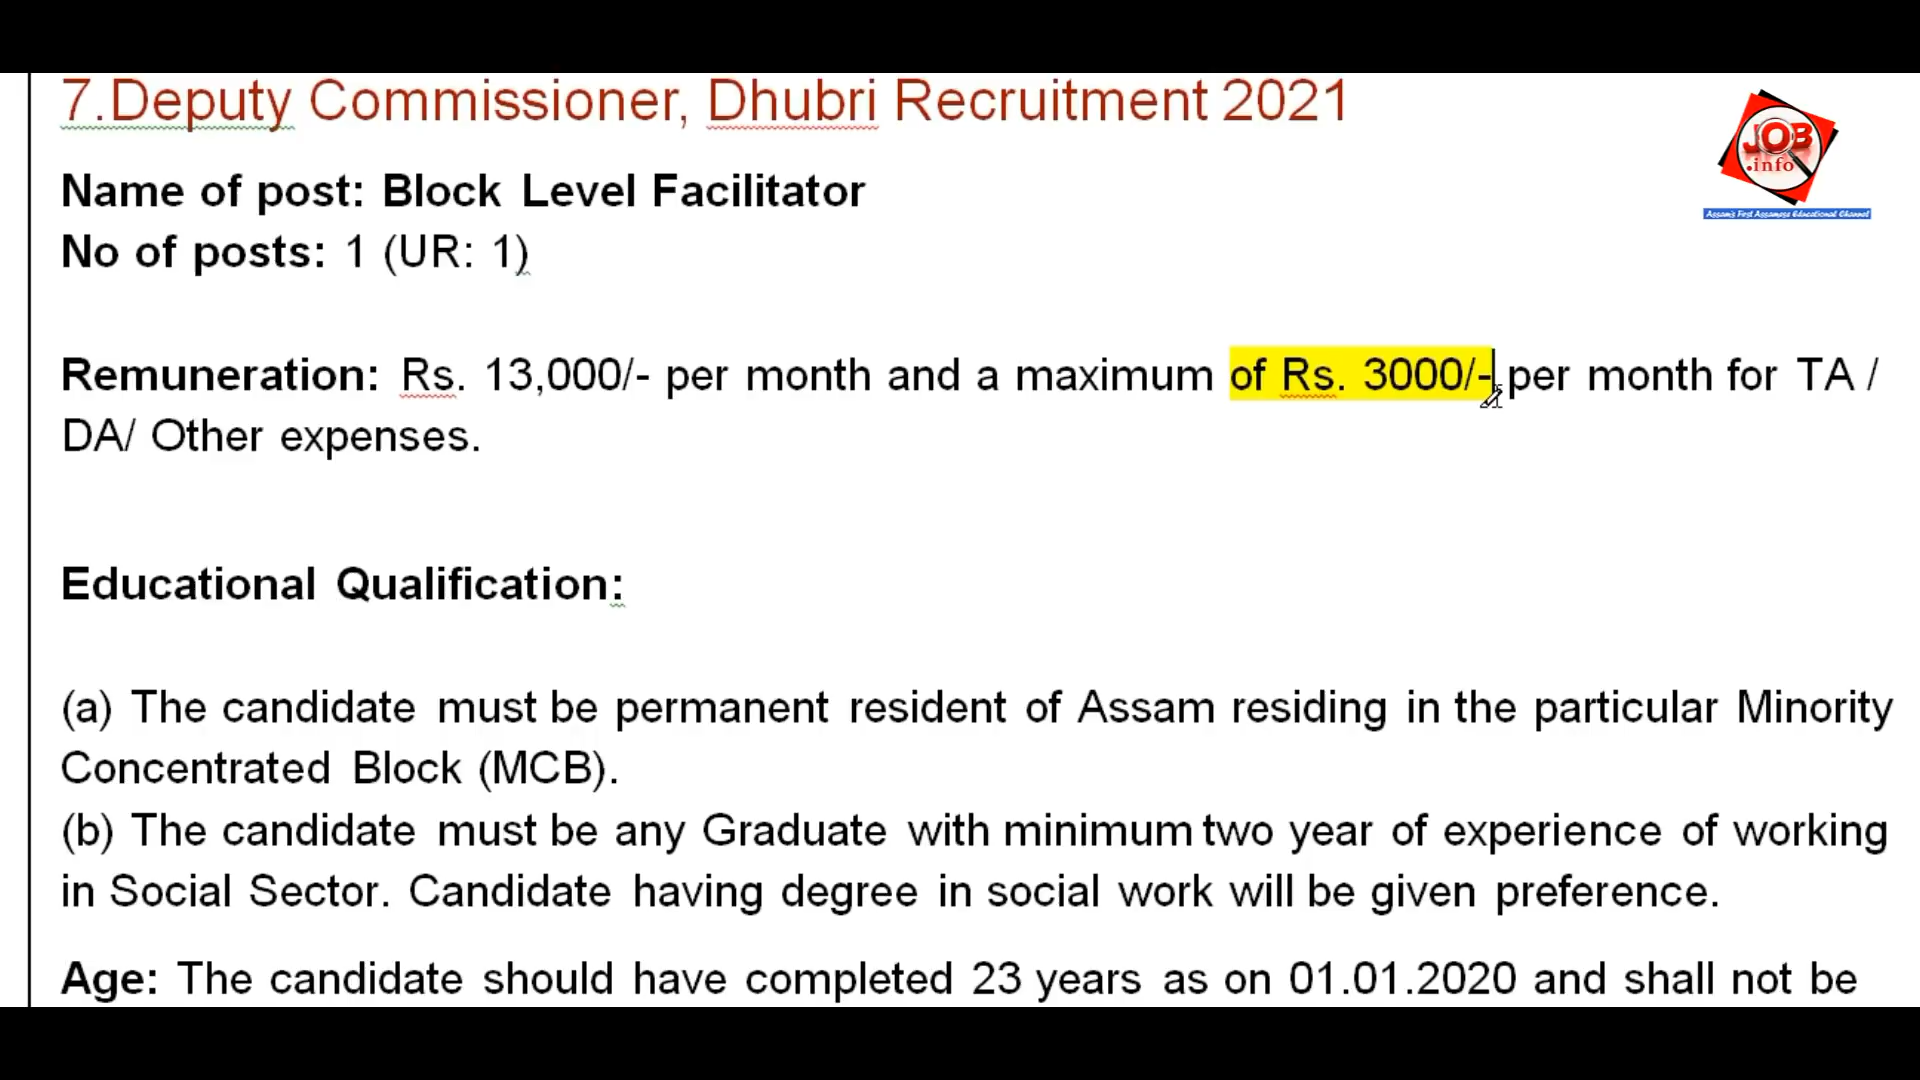 7.Deputy Commissioner, Dhubri Recruitment 2021
JOB
.info
Assam's First Assamese Educational Channel
Name of post: Block Level Facilitator
No of posts: 1 (UR: 1)
Remuneration: Rs. 13,000/- per month and a maximum of Rs. 3000/- per month for TA /
DA/ Other expenses.
Educational Qualification:
(a) The candidate must be permanent resident of Assam residing in the particular Minority
Concentrated Block (MCB).
(b) The candidate must be any Graduate with minimum two year of experience of working
in Social Sector. Candidate having degree in social work will be given preference.
Age: The candidate should have completed 23 years as on 01.01.2020 and shall not be